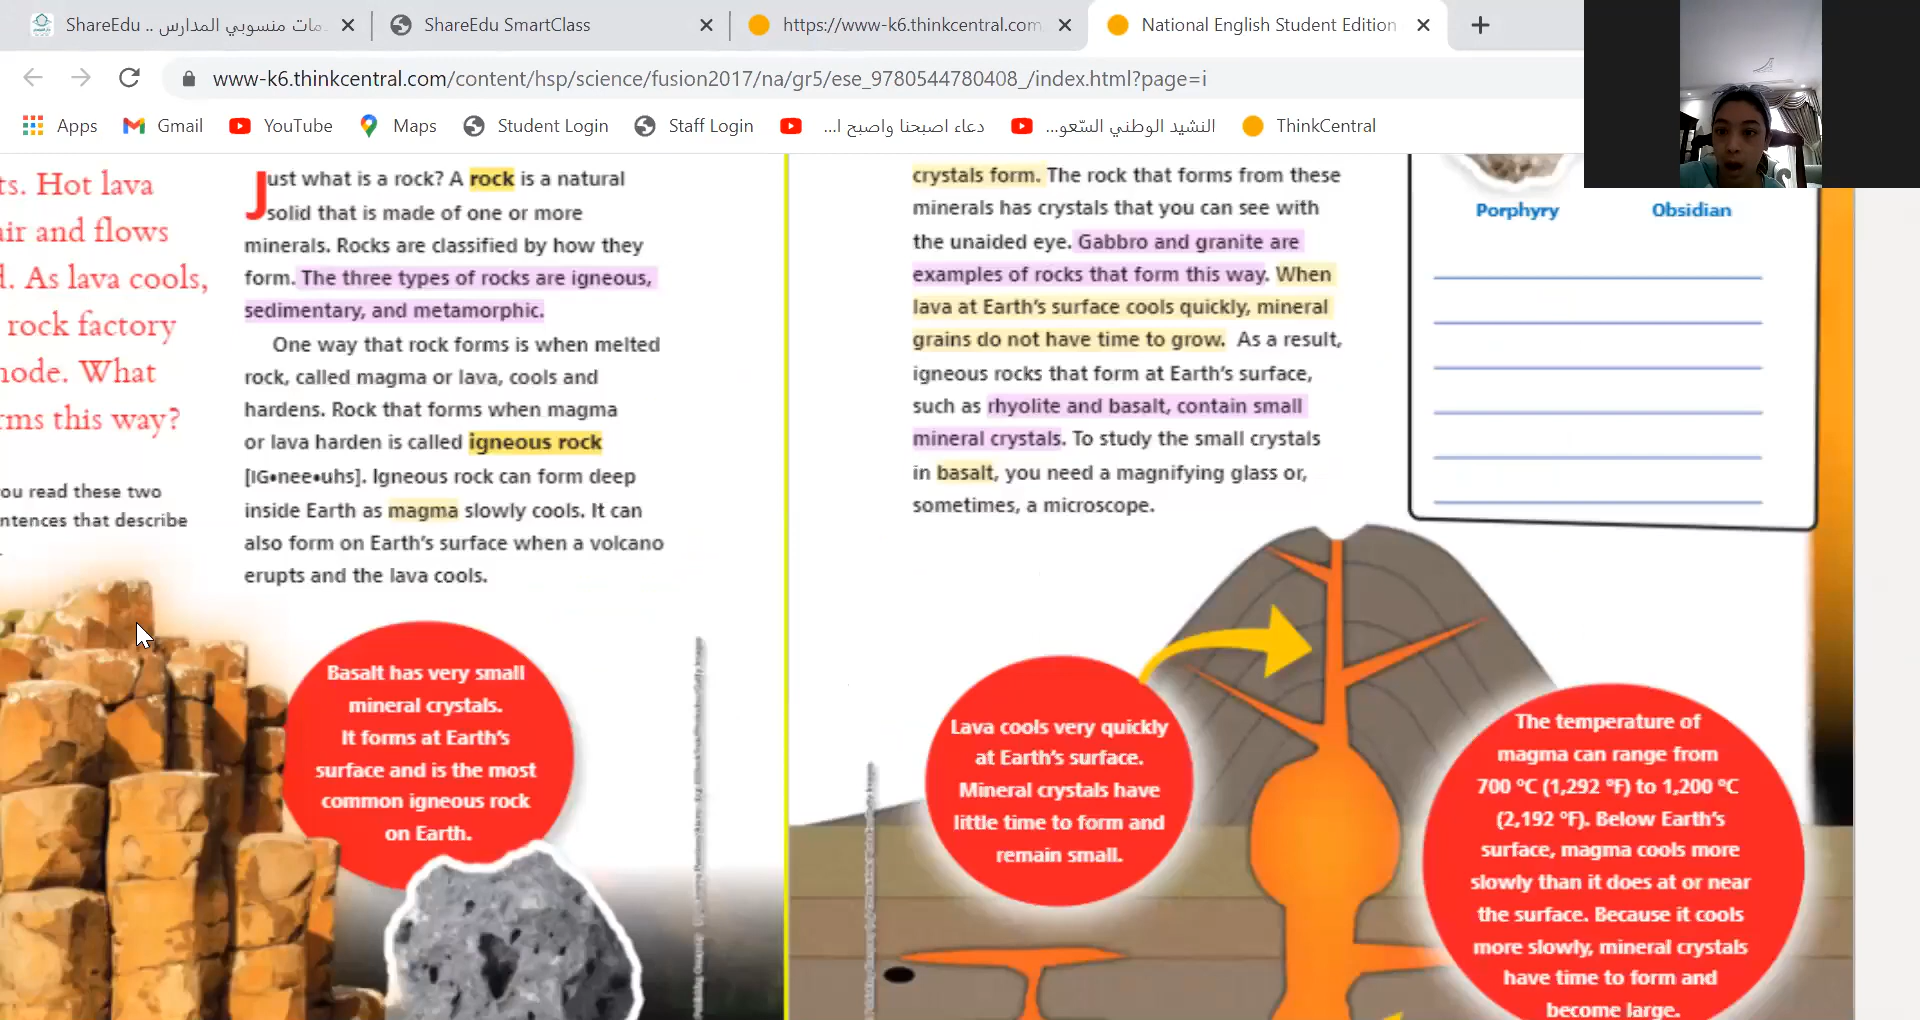 ShareEdu .. مات منسوبي المدارس
ShareEdu SmartClass
https://www-k6.thinkcentral.com
National English Student Edition
www-k6.thinkcentral.com/content/hsp/science/fusion2017/na/gr5/ese_9780544780408_/index.html?page=i
Apps
Gmail
YouTube
Maps
Student Login
Staff Login
دعاء اصبحنا واصبح ا...
النشيد الوطني السّعو...
ThinkCentral
ts. Hot lava
air and flows
d. As lava cools,
rock factory
mode. What
rms this way?
ou read these two
ntences that describe
Just what is a rock? A rock is a natural
solid that is made of one or more
minerals. Rocks are classified by how they
form. The three types of rocks are igneous,
sedimentary, and metamorphic.
One way that rock forms is when melted
rock, called magma or lava, cools and
hardens. Rock that forms when magma
or lava harden is called igneous rock
[IG•nee•uhs]. Igneous rock can form deep
inside Earth as magma slowly cools. It can
also form on Earth's surface when a volcano
erupts and the lava cools.
Basalt has very small
mineral crystals.
It forms at Earth's
surface and is the most
common igneous rock
on Earth.
crystals form. The rock that forms from these
minerals has crystals that you can see with
the unaided eye. Gabbro and granite are
examples of rocks that form this way. When
lava at Earth's surface cools quickly, mineral
grains do not have time to grow. As a result,
igneous rocks that form at Earth's surface,
such as rhyolite and basalt, contain small
mineral crystals. To study the small crystals
in basalt, you need a magnifying glass or,
sometimes, a microscope.
Porphyry
Obsidian
Lava cools very quickly
at Earth's surface.
Mineral crystals have
little time to form and
remain small.
The temperature of
magma can range from
700 °C (1,292 °F) to 1,200 °C
(2,192 °F). Below Earth's
surface, magma cools more
slowly than it does at or near
the surface. Because it cools
more slowly, mineral crystals
have time to form and
become large.